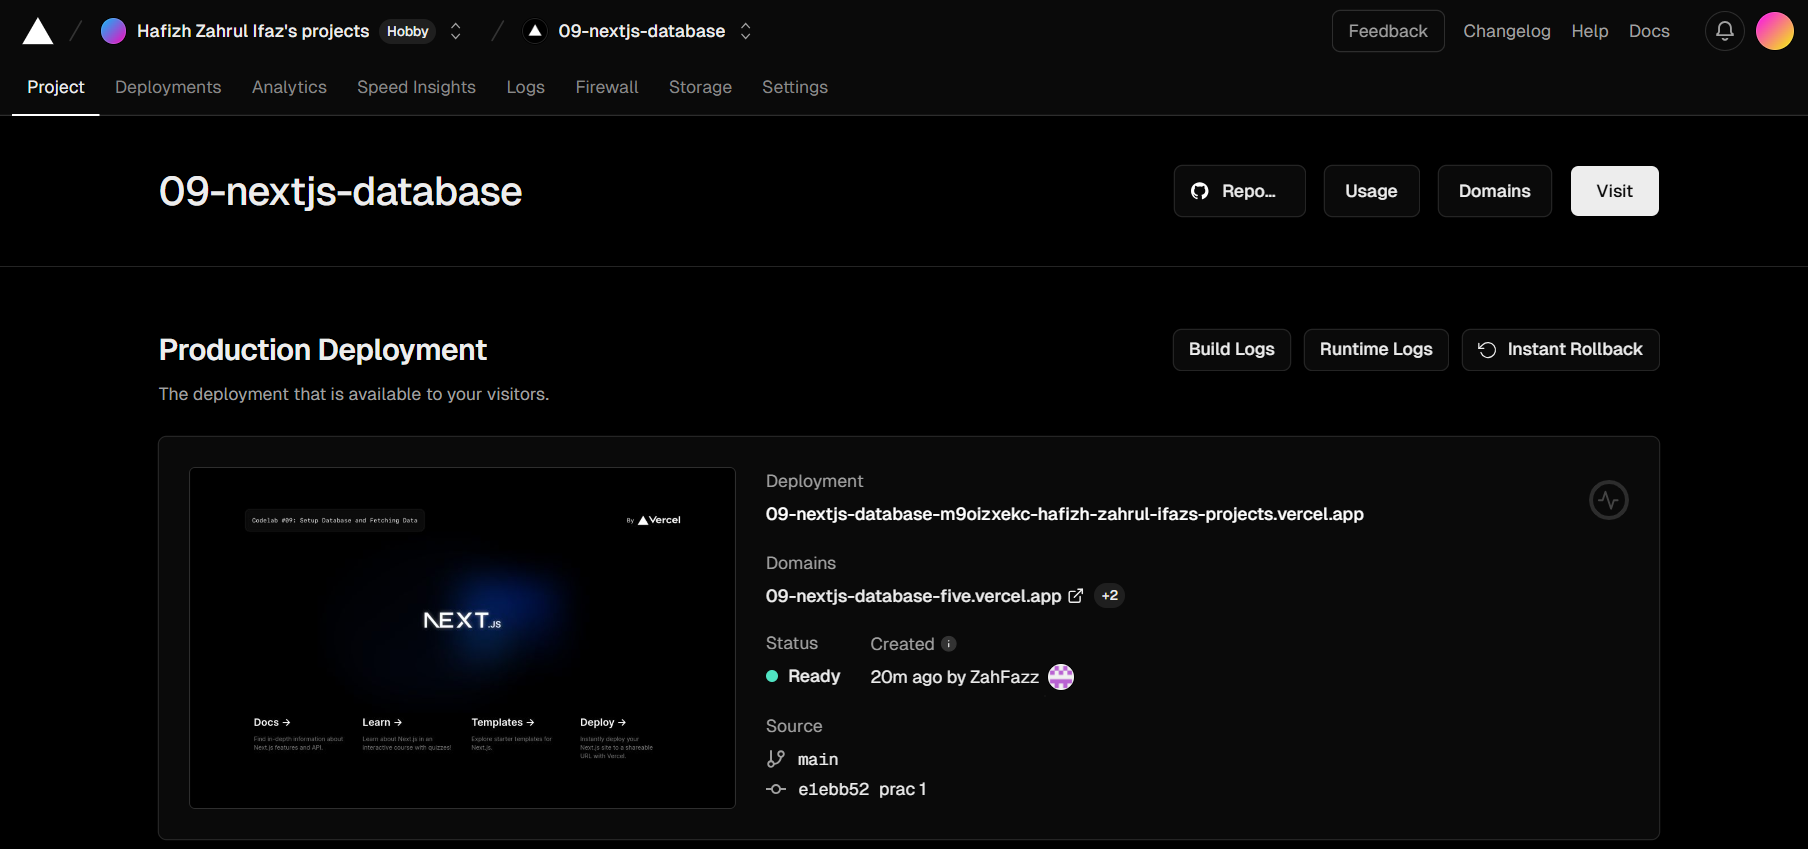 Hafizh Zahrul Ifaz's projects Hobby 09-nextjs-database Feedback Changelog Help Docs
Project Deployments Analytics Speed Insights Logs Firewall Storage Settings
09-nextjs-database Repo... Usage Domains Visit
Production Deployment Build Logs Runtime Logs Instant Rollback
The deployment that is available to your visitors.
Codelab #09: Setup Database and Fetching Data
By Vercel
NEXT.JS
Docs → Learn → Templates → Deploy →
Find in-depth information about Next.js features and API.
Learn about Next.js in an interactive course with quizzes!
Explore starter templates for Next.js.
Instantly deploy your Next.js site to a shareable URL with Vercel.
Deployment
09-nextjs-database-m9oizxekc-hafizh-zahrul-ifazs-projects.vercel.app
Domains
09-nextjs-database-five.vercel.app +2
Status Created
Ready 20m ago by ZahFazz
Source
main
e1ebb52 prac 1